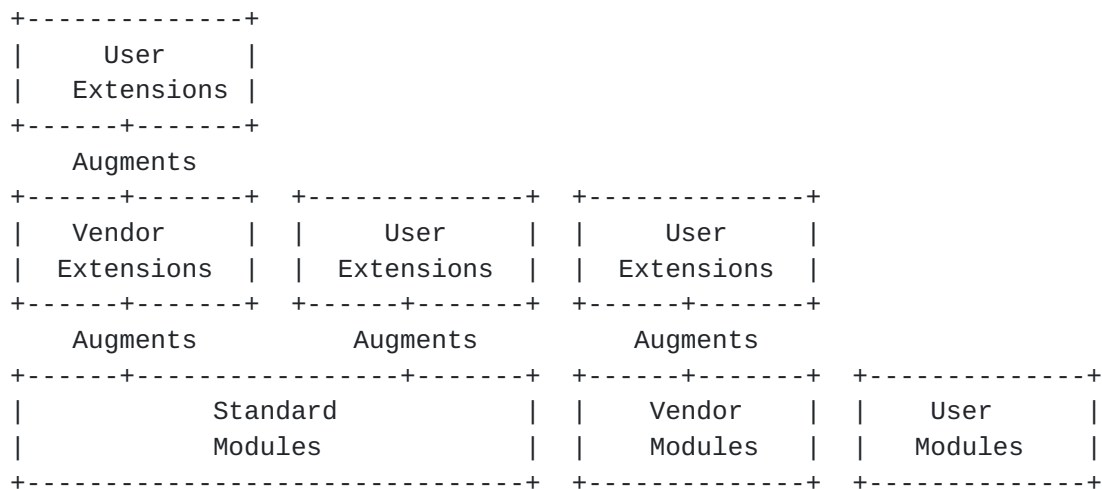 +--------------+
|     User     |
|   Extensions |
+------+-------+
    Augments
+------+-------+  +--------------+  +--------------+
|   Vendor     |  |     User     |  |     User     |
|  Extensions  |  |  Extensions  |  |  Extensions  |
+------+-------+  +------+-------+  +------+-------+
    Augments          Augments          Augments
+------+-----------------+-------+  +------+-------+  +--------------+
|            Standard            |  |    Vendor    |  |    User      |
|            Modules             |  |    Modules   |  |   Modules    |
+--------------------------------+  +--------------+  +--------------+